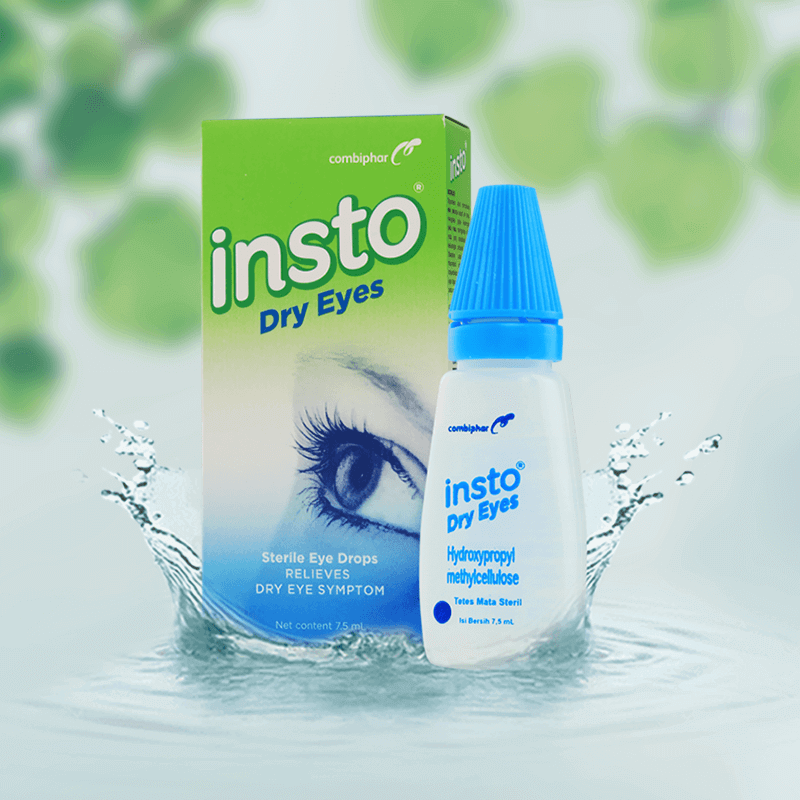 combiphar
insto®
Dry Eyes
Sterile Eye Drops
RELIEVES
DRY EYE SYMPTOM
Net content 7.5 ml
insto
combiphar
insto®
Dry Eyes
Hydroxypropyl
methylcellulose
Tetes Mata Steril
Isi Bersih 7,5 mL